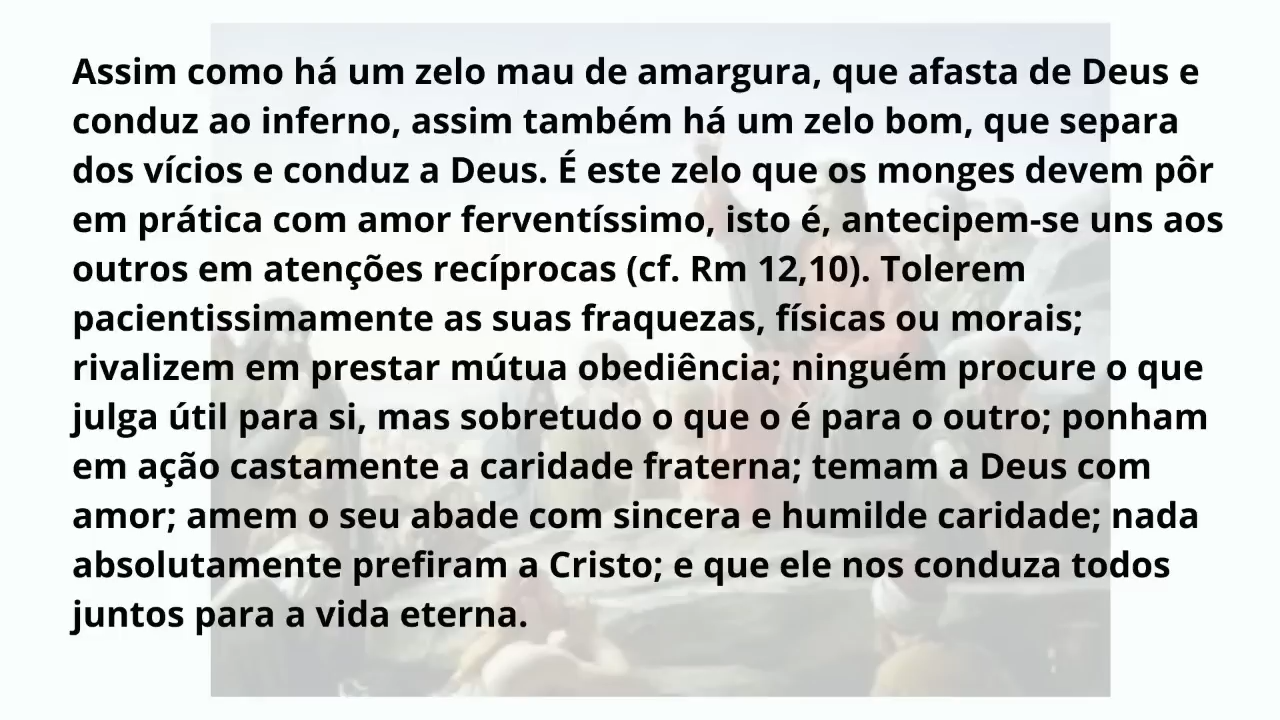 Assim como há um zelo mau de amargura, que afasta de Deus e
conduz ao inferno, assim também há um zelo bom, que separa
dos vícios e conduz a Deus. É este zelo que os monges devem pôr
em prática com amor ferventíssimo, isto é, antecipem-se uns aos
outros em atenções recíprocas (cf. Rm 12,10). Tolerem
pacientissimamente as suas fraquezas, físicas ou morais;
rivalizem em prestar mútua obediência; ninguém procure o que
julga útil para si, mas sobretudo o que o é para o outro; ponham
em ação castamente a caridade fraterna; temam a Deus com
amor; amem o seu abade com sincera e humilde caridade; nada
absolutamente prefiram a Cristo; e que ele nos conduza todos
juntos para a vida eterna.